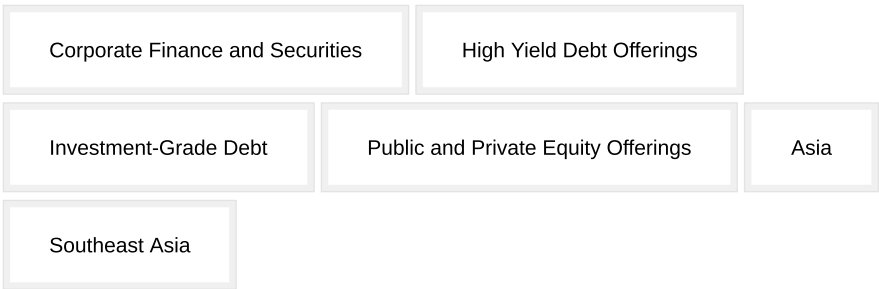 Corporate Finance and Securities
High Yield Debt Offerings
Investment-Grade Debt
Public and Private Equity Offerings
Asia
Southeast Asia